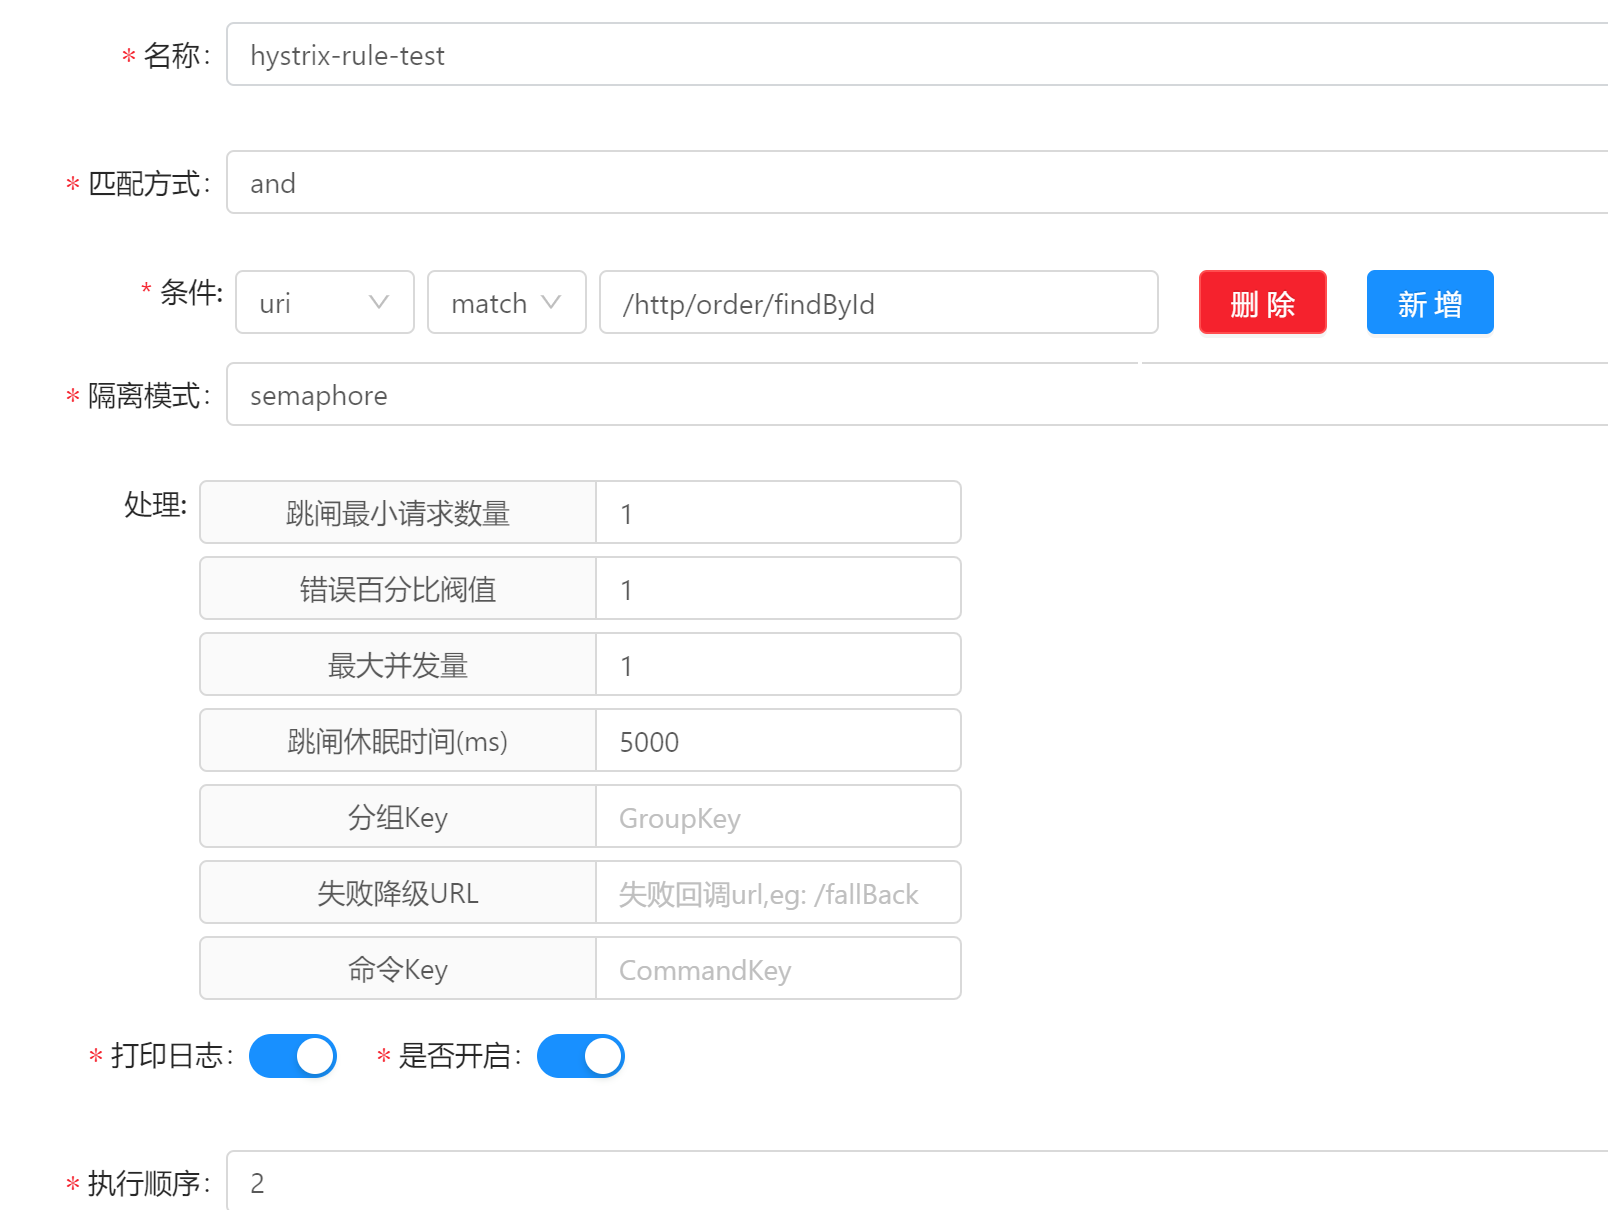 * 名称: hystrix-rule-test
* 匹配方式: and
* 条件: uri match /http/order/findById 删 除 新 增
* 隔离模式: semaphore
处理: 跳闸最小请求数量 1
错误百分比阀值 1
最大并发量 1
跳闸休眠时间(ms) 5000
分组Key GroupKey
失败降级URL 失败回调url,eg: /fallBack
命令Key CommandKey
* 打印日志: * 是否开启:
* 执行顺序: 2